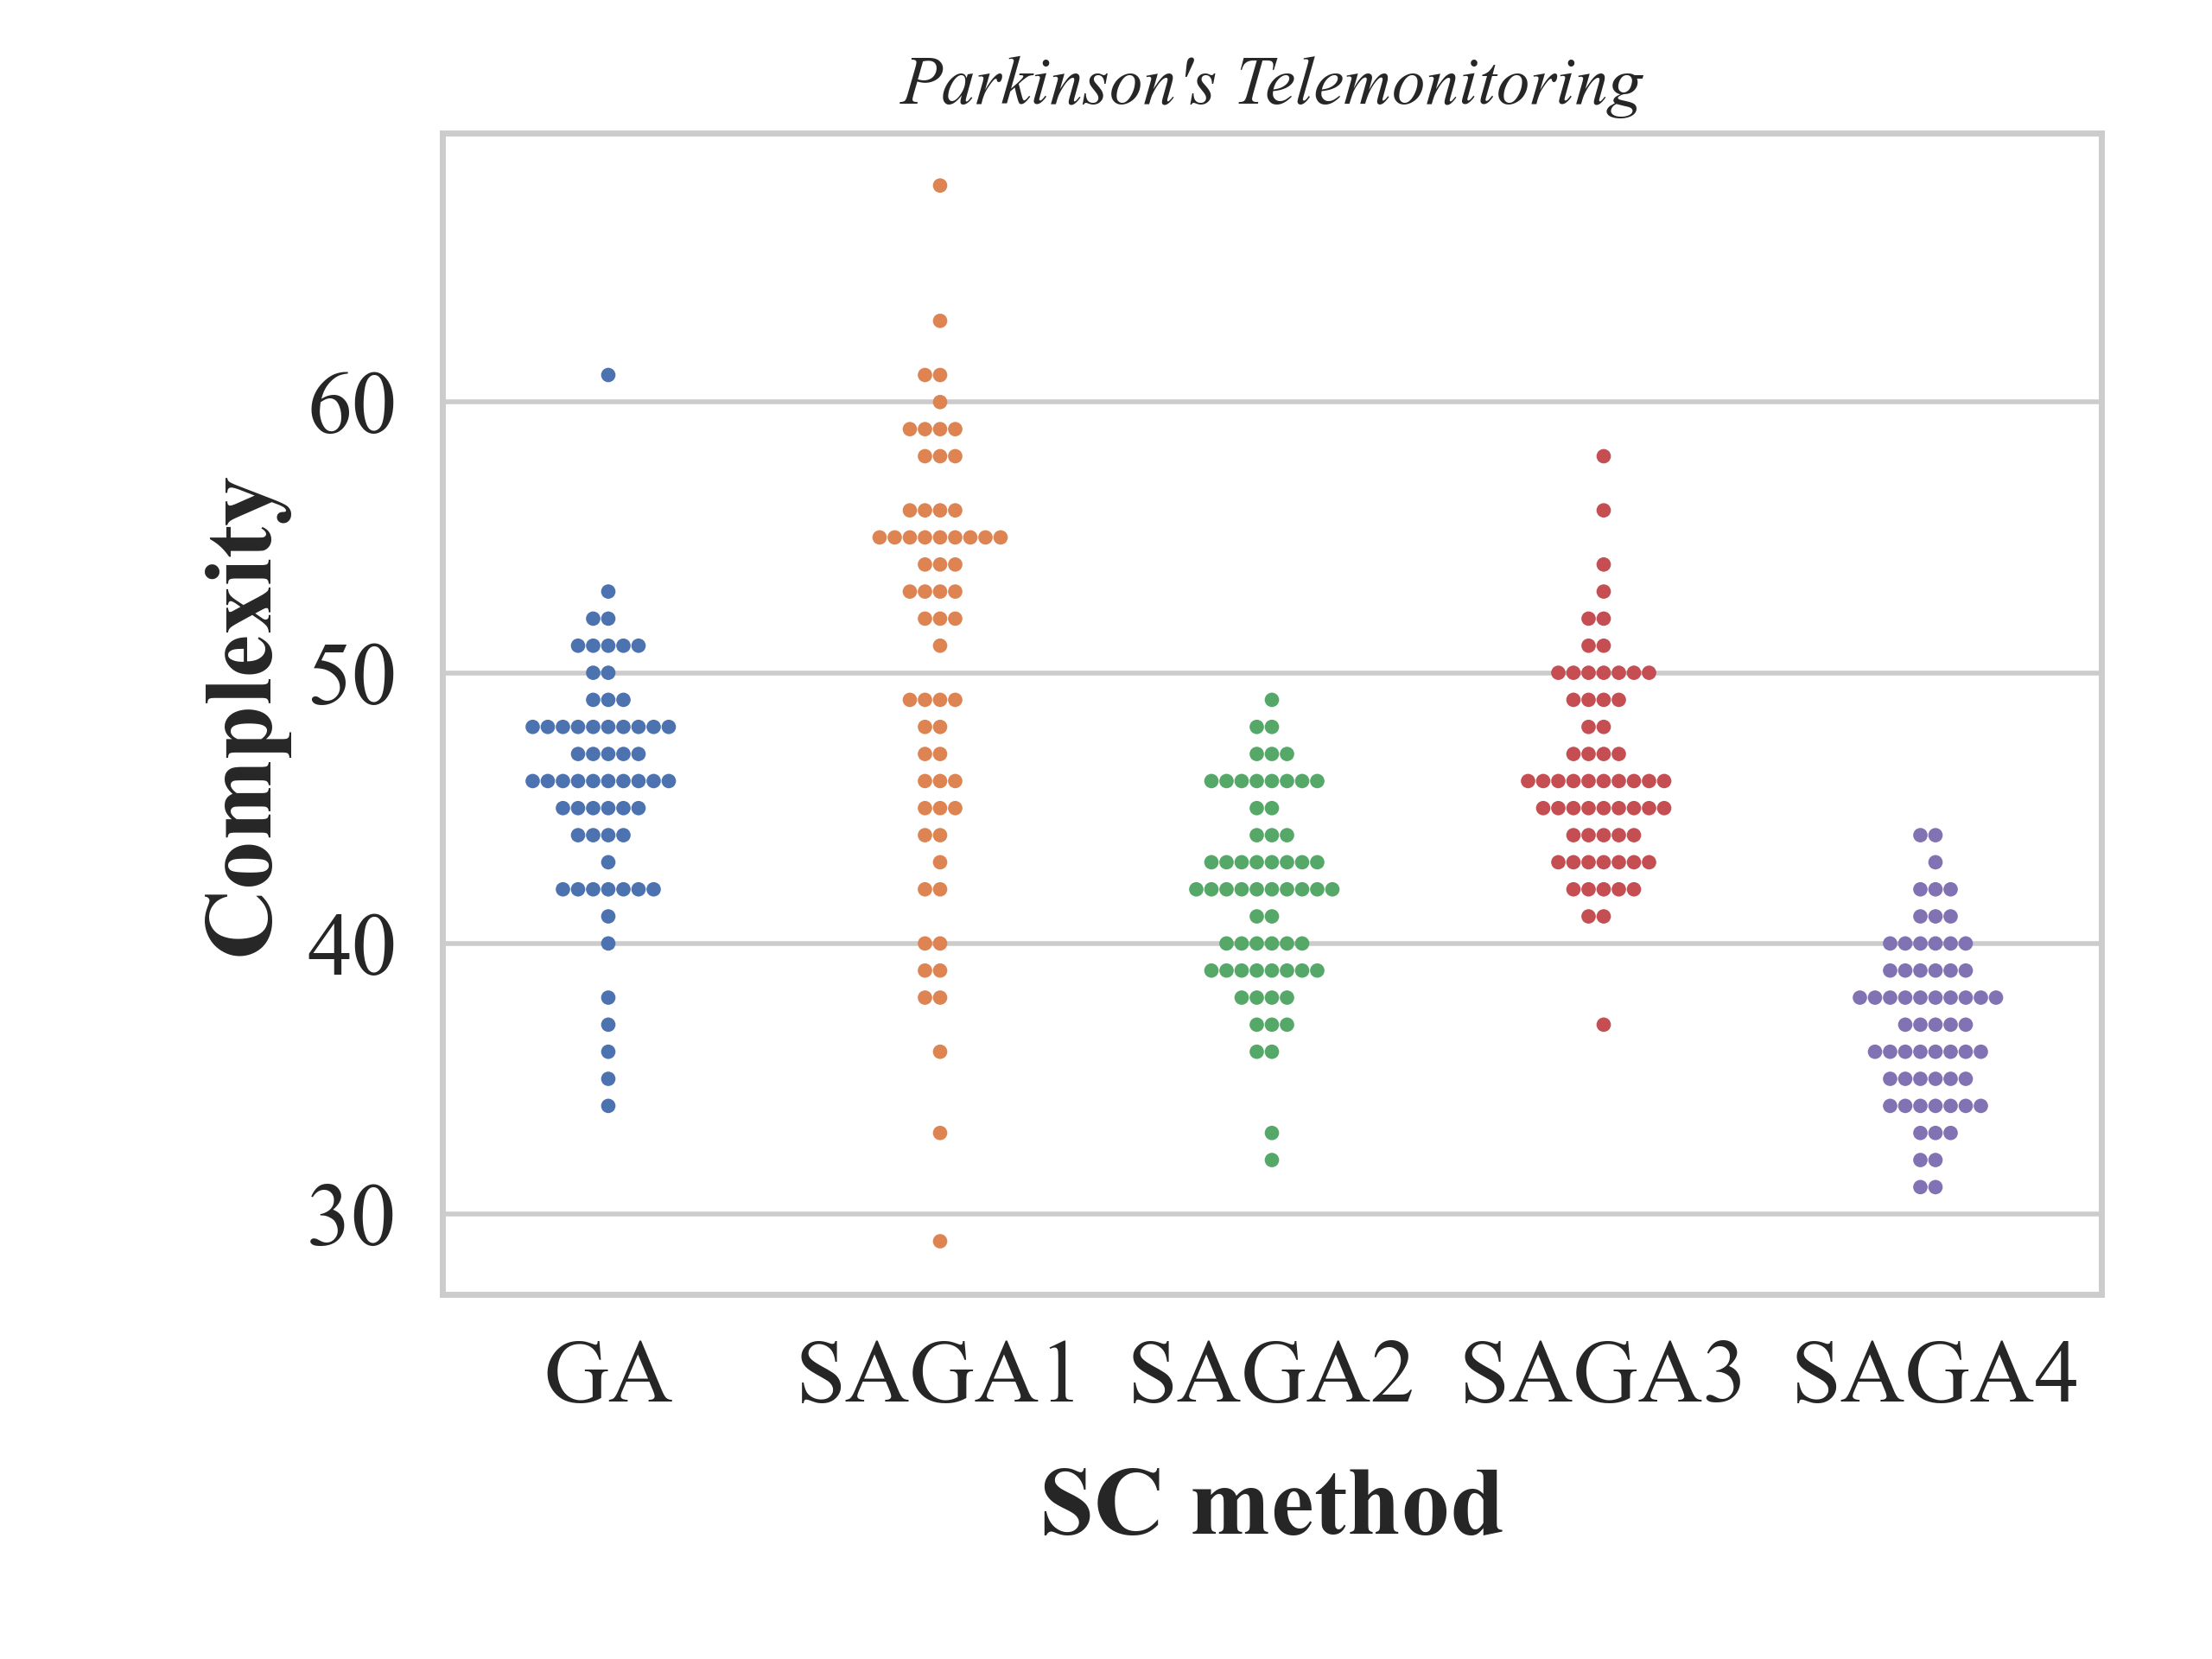 Parkinson's Telemonitoring
60
50
40
30
Complexity
GA SAGA1 SAGA2 SAGA3 SAGA4
SC method